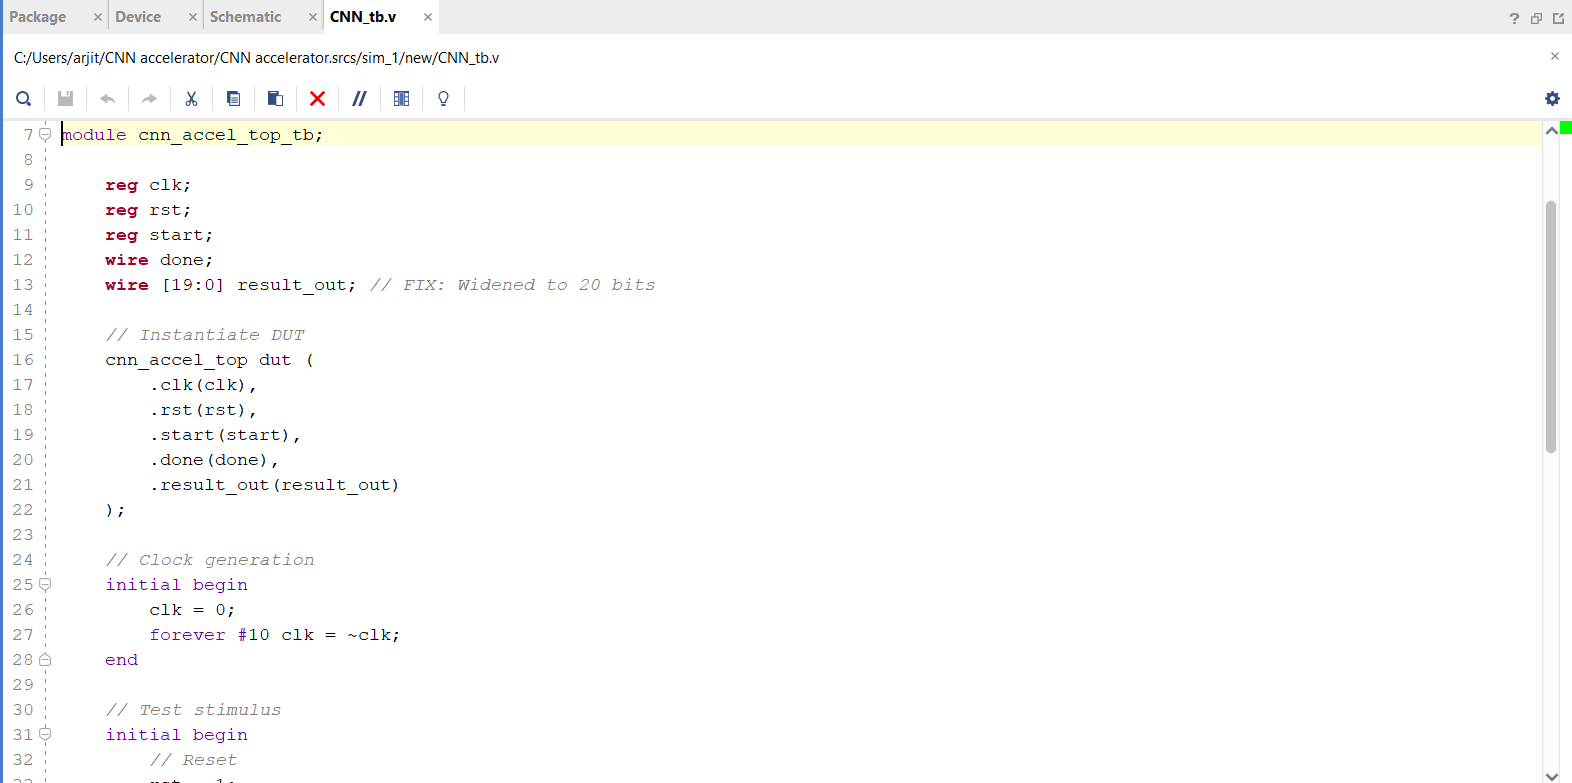 Package × Device × Schematic × CNN_tb.v × ?
C:/Users/arjit/CNN accelerator/CNN accelerator.srcs/sim_1/new/CNN_tb.v ×
7 module cnn_accel_top_tb;
8
9 reg clk;
10 reg rst;
11 reg start;
12 wire done;
13 wire [19:0] result_out; // FIX: Widened to 20 bits
14
15 // Instantiate DUT
16 cnn_accel_top dut (
17 .clk(clk),
18 .rst(rst),
19 .start(start),
20 .done(done),
21 .result_out(result_out)
22 );
23
24 // Clock generation
25 initial begin
26 clk = 0;
27 forever #10 clk = ~clk;
28 end
29
30 // Test stimulus
31 initial begin
32 // Reset